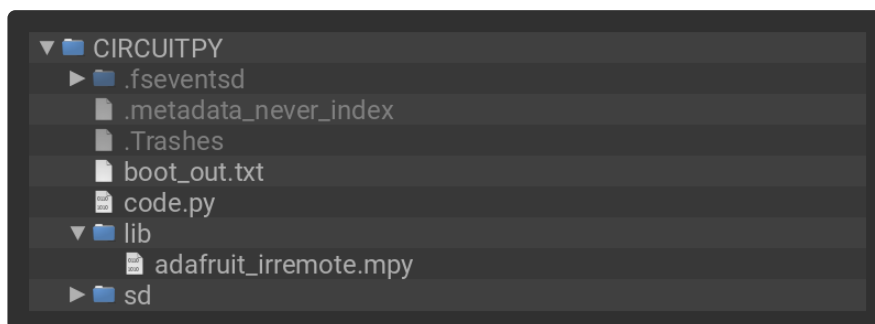 CIRCUITPY
.fseventsd
.metadata_never_index
.Trashes
boot_out.txt
code.py
lib
adafruit_irremote.mpy
sd